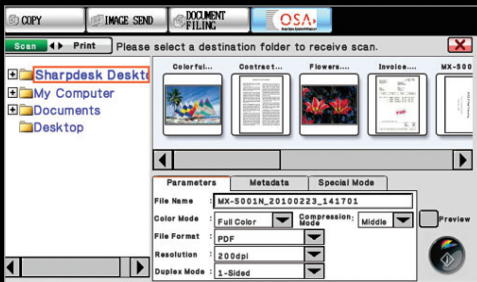 COPY
IMAGE SEND
DOCUMENT
FILING
OSA
Scan
Print
Please select a destination folder to receive scan.
Sharpdesk Deskt
My Computer
Documents
Desktop
Colorful...
Contract...
Flowers....
Invoice...
MX-500
Parameters
Metadata
Special Mode
File Name : MX-5001N_20100223_141701
Color Mode : Full Color
Compression: Mode Middle
Preview
File Format : PDF
Resolution : 200dpi
Duplex Mode : 1-Sided